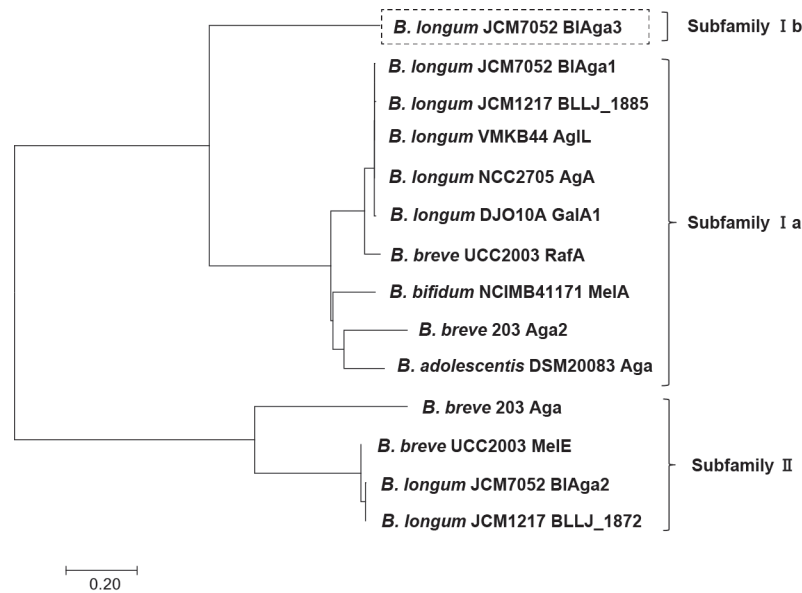 B. longum JCM7052 BlAga3
Subfamily Ⅰ b
B. longum JCM7052 BlAga1
B. longum JCM1217 BLLJ_1885
B. longum VMKB44 AglL
B. longum NCC2705 AgA
B. longum DJO10A GalA1
Subfamily Ⅰ a
B. breve UCC2003 RafA
B. bifidum NCIMB41171 MelA
B. breve 203 Aga2
B. adolescentis DSM20083 Aga
B. breve 203 Aga
B. breve UCC2003 MelE
Subfamily Ⅱ
B. longum JCM7052 BlAga2
B. longum JCM1217 BLLJ_1872
0.20